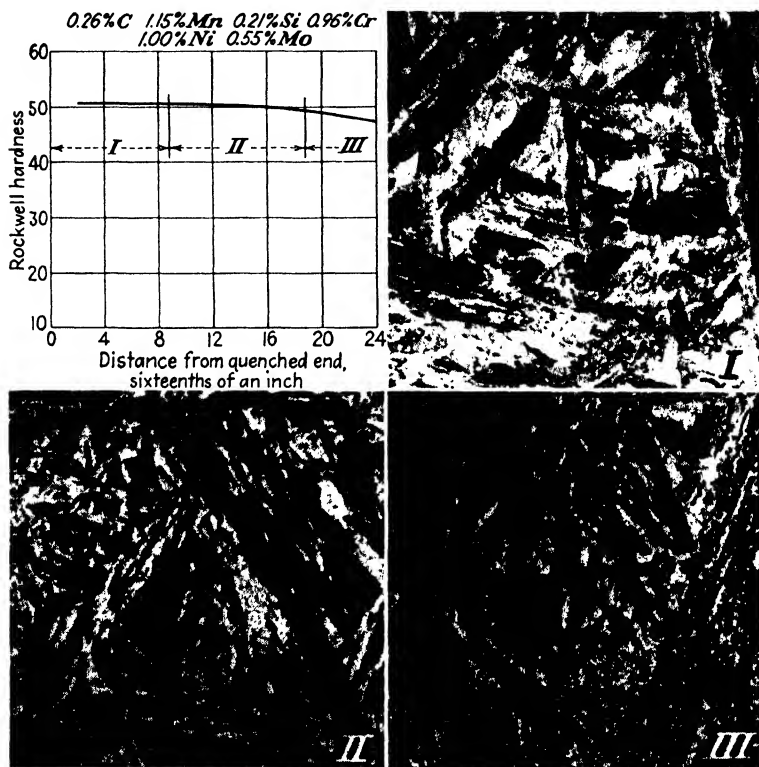 0.26%C 1.15%Mn 0.21%Si 0.96%Cr
1.00%Ni 0.55%Mo
60
50
40
30
20
10
I II III
Rockwell hardness
0 4 8 12 16 20 24
Distance from quenched end,
sixteenths of an inch
I
II
III